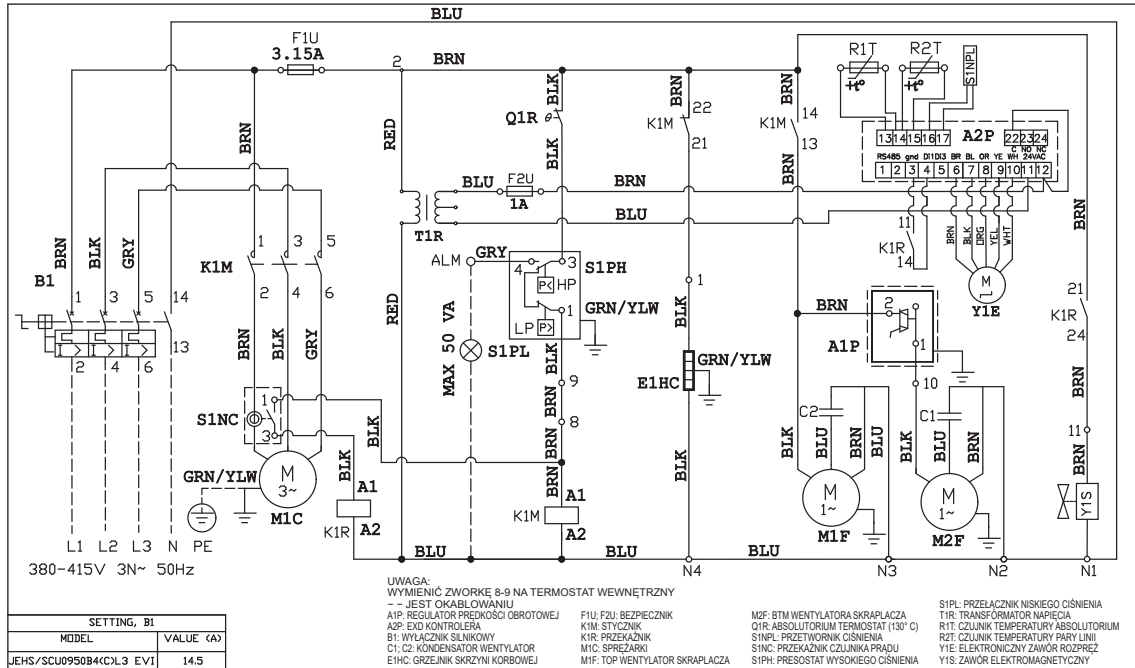 BLU
F1U
3.15A
2
BRN
BLK
Q1R
θ
BLK
BRN
22
K1M
21
BRN
14
K1M
13
BRN
R1T
R2T
S1NPL
+t° +t°
A2P
13 14 15 16 17 22 23 24
C NO NC
RS485 gnd DI1 DI3 BR BL OR YE WH 24VAC
1 2 3 4 5 6 7 8 9 10 11 12
BRN
RED
BLU
F2U
1A
BRN
BLU
T1R
11
K1R
14
BRN
BLK
ORG
YEL
WHT
M
Y1E
BRN
B1
BRN
BLK
GRY
1 3 5 14
13
2 4 6
K1M
1 3 5
2 4 6
BRN
BLK
GRY
ALM
GRY
4 3
S1PH
P< HP
1
LP P>
GRN/YLW
RED
MAX 50 VA
S1PL
BLK
9
BRN
8
BRN
BRN
1
BLK
E1HC
GRN/YLW
BLK
BRN
2
A1P
1
10
21
K1R
24
BRN
11
BRN
Y1S
S1NC
1
3
BLK
BLK
GRN/YLW
M
3~
M1C
A1
K1R
A2
A1
K1M
A2
C2
BLK
BLU
BRN
BLU
M
1~
M1F
C1
BLK
BLU
BRN
M
1~
M2F
L1 L2 L3 N PE
380-415V 3N~ 50Hz
BLU
BLU
BLU
N4
N3
N2
N1
UWAGA:
WYMIENIĆ ZWORKĘ 8-9 NA TERMOSTAT WEWNĘTRZNY
– – JEST OKABLOWANIU
A1P: REGULATOR PRĘDKOŚCI OBROTOWEJ
A2P: EXD KONTROLERA
B1: WYŁĄCZNIK SILNIKOWY
C1; C2: KÓNDENSATOR WENTYLATOR
E1HC: GRZEJNIK SKRZYNI KORBOWEJ
F1U; F2U: BEZPIECZNIK
K1M: STYCZNIK
K1R: PRZEKAŹNIK
M1C: SPRĘŻARKI
M1F: TOP WENTYLATOR SKRAPLACZA
M2F: BTM WENTYLATORA SKRAPLACZA
Q1R: ABSOLUTORIUM TERMOSTAT (130° C)
S1NPL: PRZETWORNIK CIŚNIENIA
S1NC: PRZEKAŹNIK CZUJNIKA PRĄDU
S1PH: PRESOSTAT WYSOKIEGO CIŚNIENIA
S1PL: PRZEŁĄCZNIK NISKIEGO CIŚNIENIA
T1R: TRANSFÓRMATOR NAPIĘCIA
R1T: CZUJNIK TEMPERATURY ABSOLUTORIUM
R2T: CZUJNIK TEMPERATURY PARY LINII
Y1E: ELEKTRONICZNY ZAWÓR ROZPRĘŻ
Y1S: ZAWÓR ELEKTROMAGNETYCZNY
SETTING, B1
MODEL VALUE (A)
JEHS/SCU0950B4(C)L3 EVI 14.5